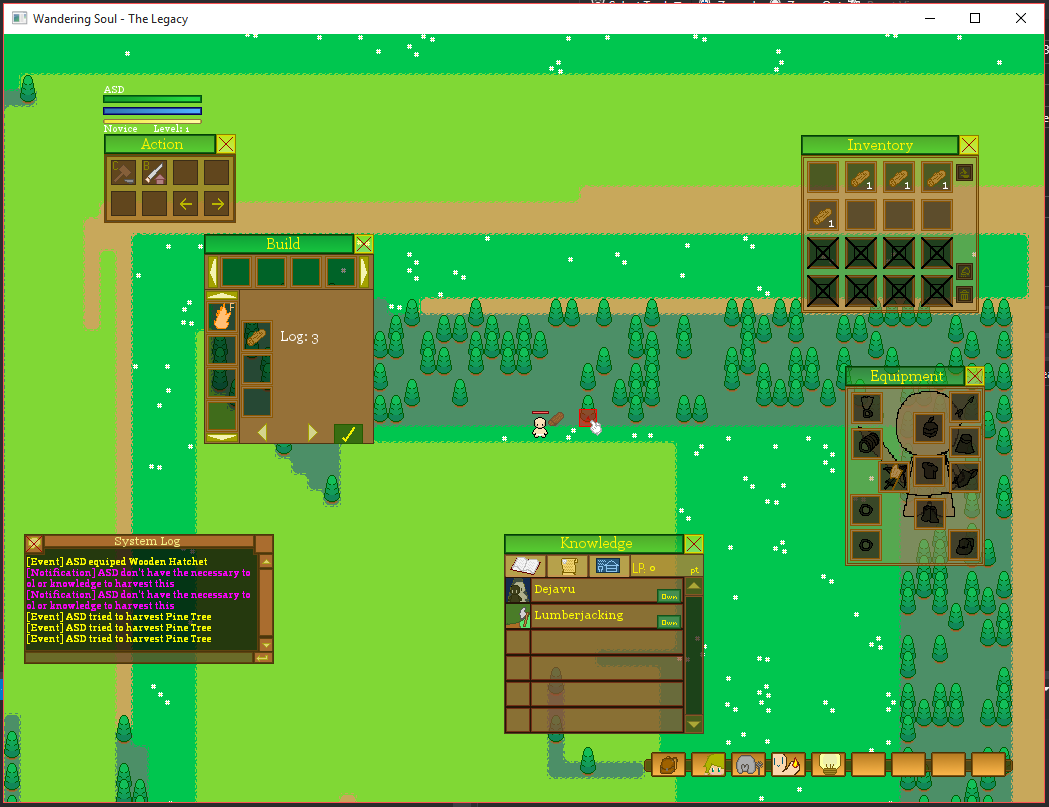 Wandering Soul - The Legacy
ASD
Novice Level: 1
Action
C
B
Inventory
1
1
1
1
Build
F
Log: 3
Equipment
System Log
[Event] ASD equiped Wooden Hatchet
[Notification] ASD don't have the necessary to
ol or knowledge to harvest this
[Notification] ASD don't have the necessary to
ol or knowledge to harvest this
[Event] ASD tried to harvest Pine Tree
[Event] ASD tried to harvest Pine Tree
[Event] ASD tried to harvest Pine Tree
Knowledge
LP. 0 pt
Dejavu
Own
Lumberjacking
Own